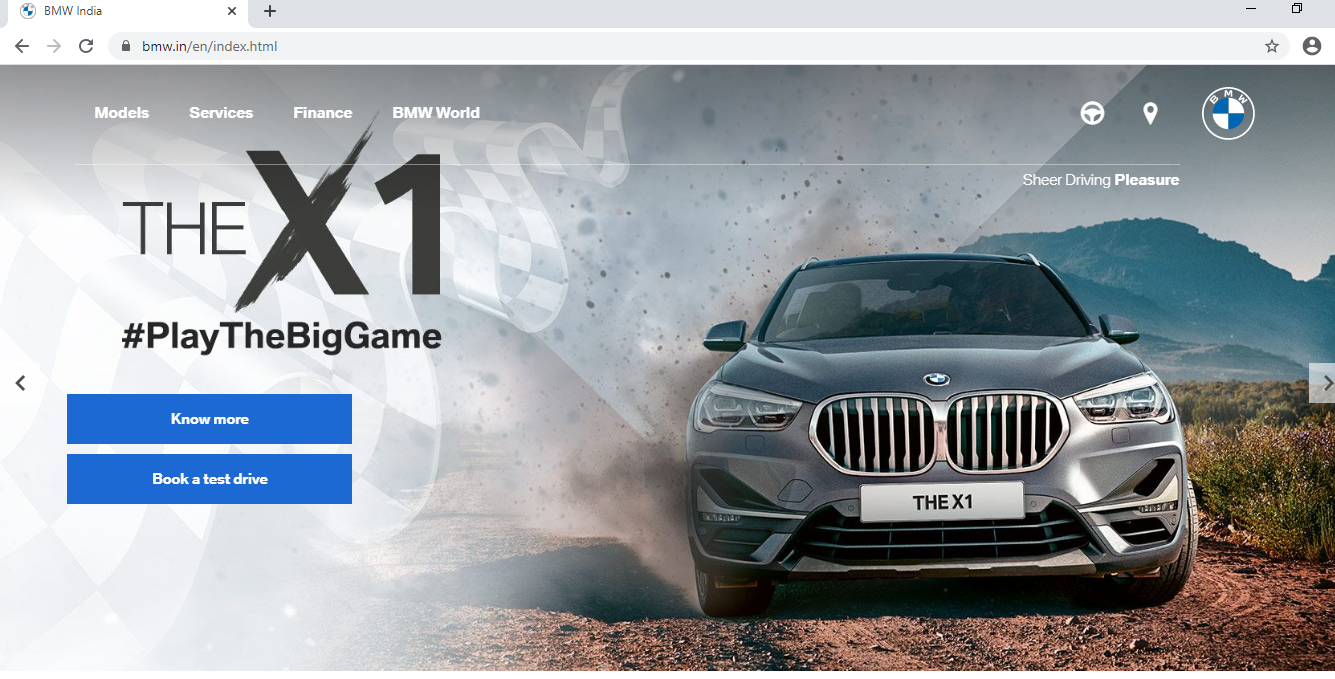 BMW India
bmw.in/en/index.html
Models Services Finance BMW World
BMW
Sheer Driving Pleasure
THE X1
#PlayTheBigGame
Know more
Book a test drive
THE X1